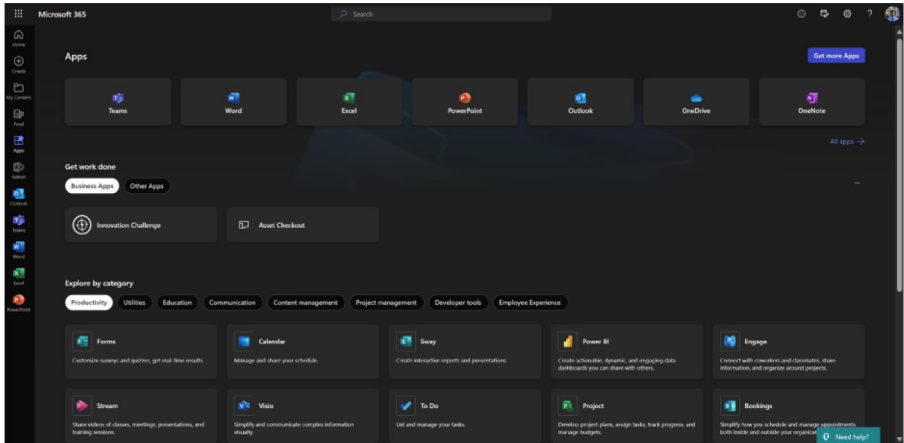 Microsoft 365
Search
?
Home
Create
My Content
Feed
Apps
Admin
Outlook
Teams
Word
Excel
PowerPoint
Apps
Get more Apps
Teams
Word
Excel
PowerPoint
Outlook
OneDrive
OneNote
All apps →
Get work done
Business Apps
Other Apps
Innovation Challenge
Asset Checkout
Explore by category
Productivity
Utilities
Education
Communication
Content management
Project management
Developer tools
Employee Experience
Forms
Customize surveys and quizzes, get real-time results.
Calendar
Manage and share your schedule.
Sway
Create interactive reports and presentations.
Power BI
Create actionable, dynamic, and engaging data
dashboards you can share with others.
Engage
Connect with coworkers and classmates, share
information, and organize around projects.
Stream
Share videos of classes, meetings, presentations, and
training sessions.
Visio
Simplify and communicate complex information
visually.
To Do
List and manage your tasks.
Project
Develop project plans, assign tasks, track progress, and
manage budgets.
Bookings
Simplify how you schedule and manage appointments
both inside and outside your
Need help?